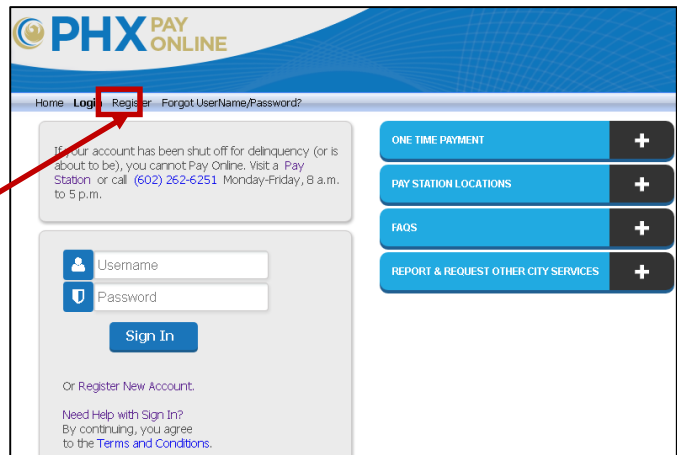 PHX PAY
ONLINE
Home Login Register Forgot UserName/Password?
If your account has been shut off for delinquency (or is
about to be), you cannot Pay Online. Visit a Pay
Station or call (602) 262-6251 Monday-Friday, 8 a.m.
to 5 p.m.
Username
Password
Sign In
Or Register New Account.
Need Help with Sign In?
By continuing, you agree
to the Terms and Conditions.
ONE TIME PAYMENT
PAY STATION LOCATIONS
FAQS
REPORT & REQUEST OTHER CITY SERVICES